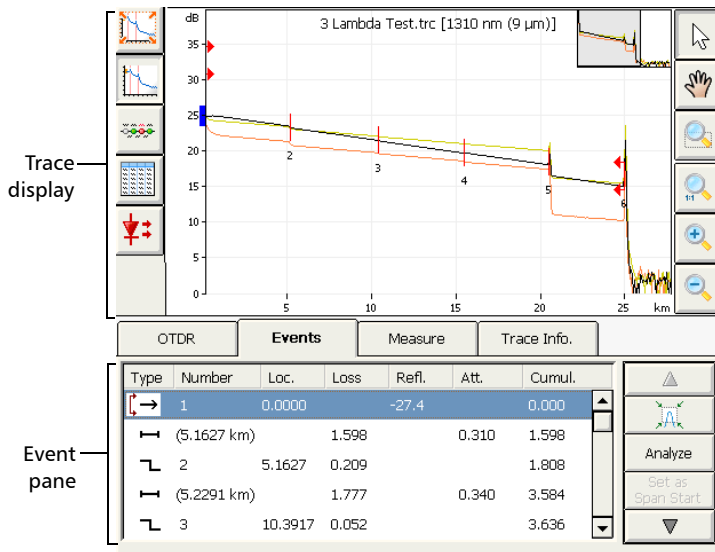 dB
3 Lambda Test.trc [1310 nm (9 µm)]
35
30
25
20
15
10
5
0
2
3
4
5
6
5
10
15
20
25
km
1:1
Trace
display
OTDR
Events
Measure
Trace Info.
Type Number Loc. Loss Refl. Att. Cumul.
1 0.0000 -27.4 0.000
(5.1627 km) 1.598 0.310 1.598
2 5.1627 0.209 1.808
(5.2291 km) 1.777 0.340 3.584
3 10.3917 0.052 3.636
Event
pane
Analyze
Set as
Span Start